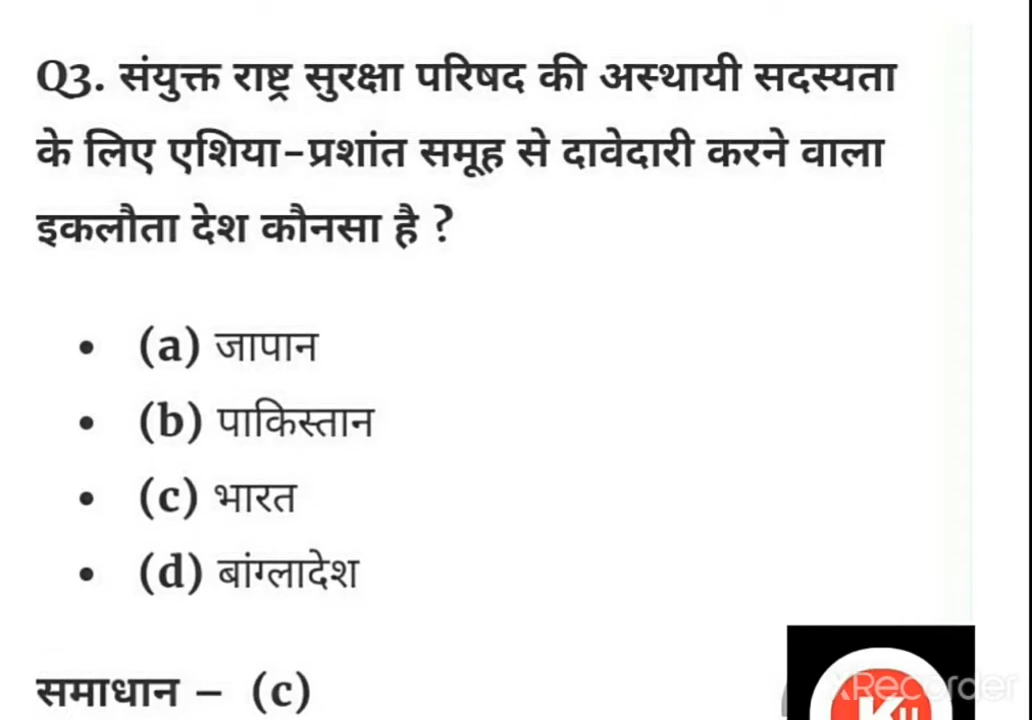 Q3. संयुक्त राष्ट्र सुरक्षा परिषद की अस्थायी सदस्यता
के लिए एशिया-प्रशांत समूह से दावेदारी करने वाला
इकलौता देश कौनसा है ?
• (a) जापान
• (b) पाकिस्तान
• (c) भारत
• (d) बांग्लादेश
समाधान – (c)
XRecorder